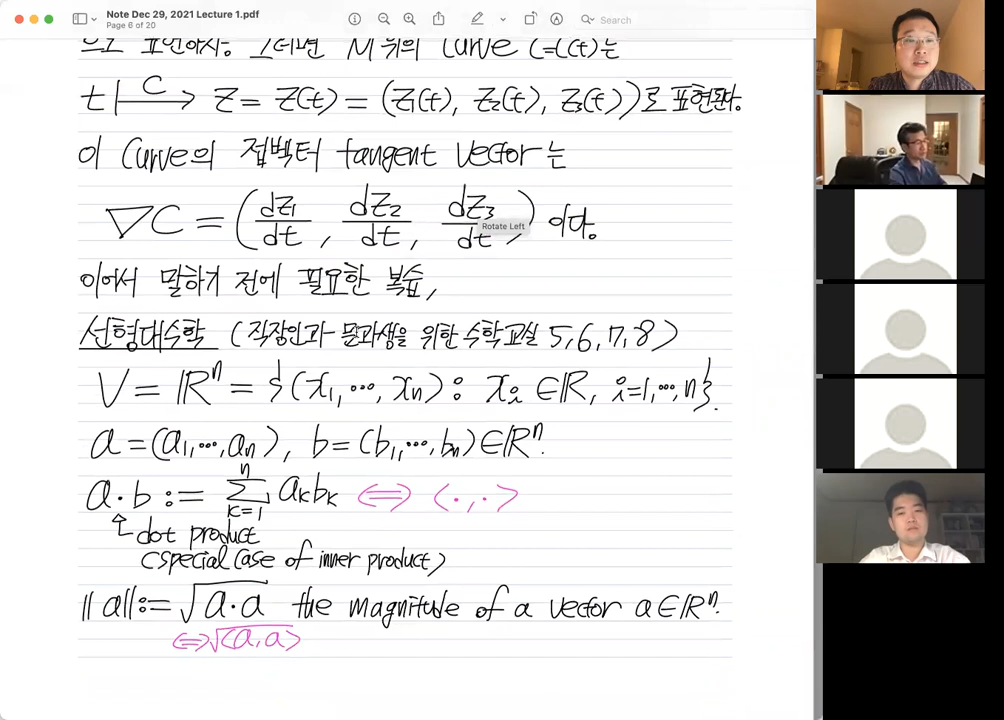 Note Dec 29, 2021 Lecture 1.pdf
Page 6 of 20
Search
으로 표현하자. 그러면 M 위의 Curve C=C(t)는
t |—C→ Z = Z(t) = (Z₁(t), Z₂(t), Z₃(t))로 표현된다.
이 Curve의 접벡터 tangent vector는
▽C = (dZ₁/dt, dZ₂/dt, dZ₃/dt) 이다.
Rotate Left
이어서 말하기 전에 필요한 복습,
선형대수학 (직장인과 문과생을 위한 수학교실 5,6,7,8)
V = ℝⁿ = {(x₁,⋯,xₙ) : xᵢ ∈ ℝ, i=1,⋯,n}.
a = (a₁,⋯,aₙ), b = (b₁,⋯,bₙ) ∈ ℝⁿ.
a·b := ∑ₖ₌₁ⁿ aₖbₖ ⟺ ⟨·,·⟩
dot product
(special case of inner product)
‖a‖ := √a·a the magnitude of a vector a∈ℝⁿ.
⟺ √⟨a,a⟩